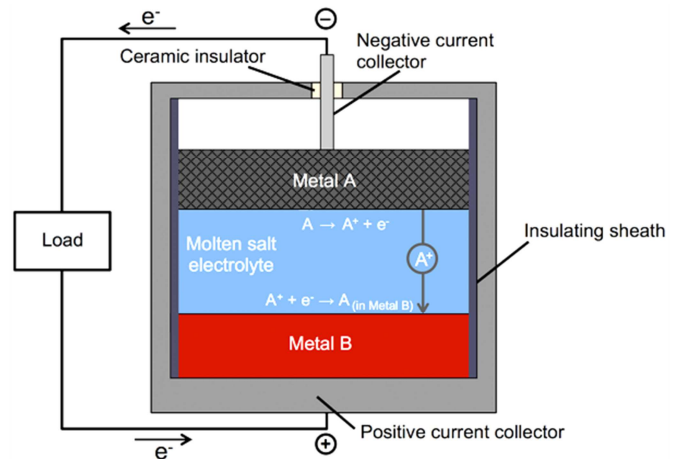 e-
−
Ceramic insulator
Negative current
collector
Metal A
A → A+ + e-
Load
Molten salt
electrolyte
A+
Insulating sheath
A+ + e- → A (in Metal B)
Metal B
Positive current collector
e-
+